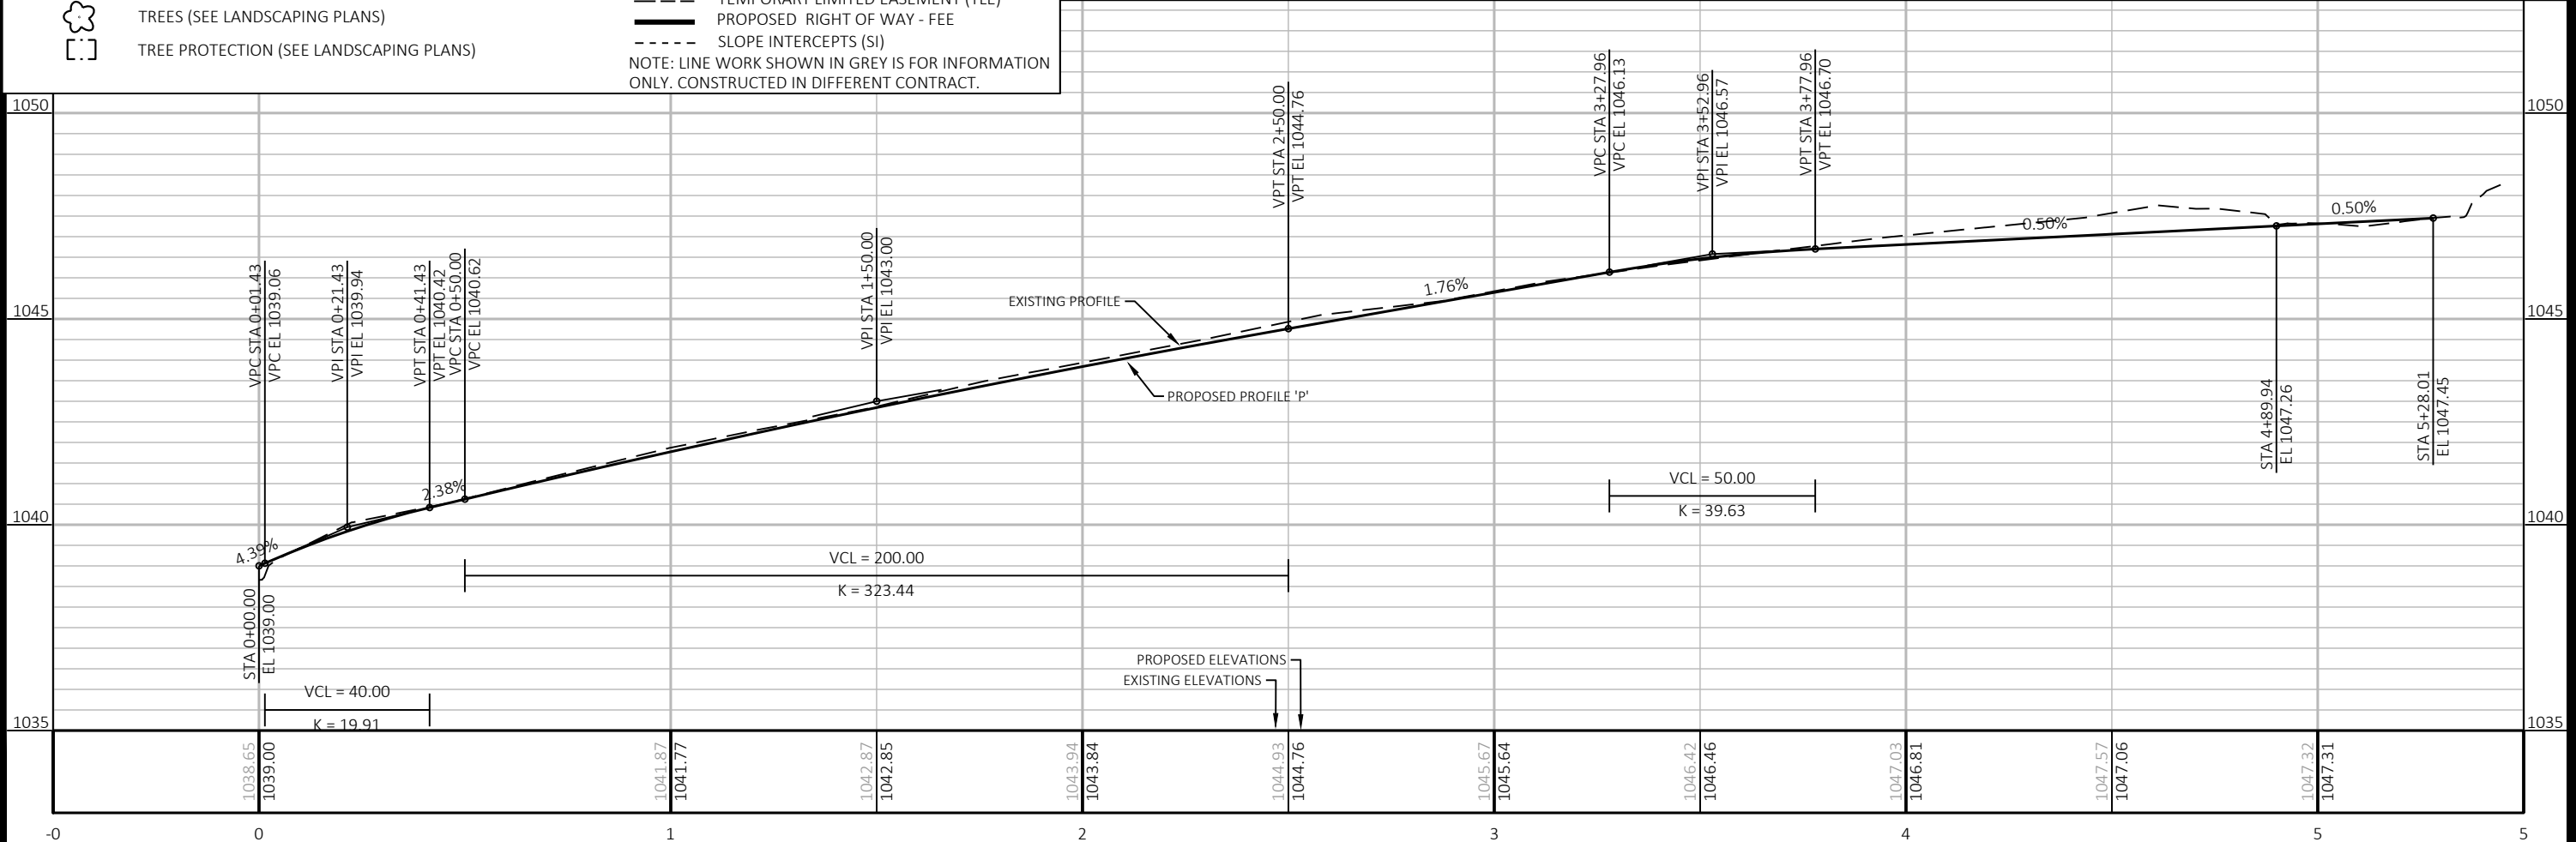 TREES (SEE LANDSCAPING PLANS)
TREE PROTECTION (SEE LANDSCAPING PLANS)
TEMPORARY LIMITED EASEMENT (TLE)
PROPOSED RIGHT OF WAY - FEE
SLOPE INTERCEPTS (SI)
NOTE: LINE WORK SHOWN IN GREY IS FOR INFORMATION
ONLY. CONSTRUCTED IN DIFFERENT CONTRACT.
1050
1050
1045
1045
1040
1040
1035
1035
STA 0+00.00
EL 1039.00
4.39%
VPC STA 0+01.43
VPC EL 1039.06
VPI STA 0+21.43
VPI EL 1039.94
VPT STA 0+41.43
VPT EL 1040.42
VPC STA 0+50.00
VPC EL 1040.62
2.38%
VPI STA 1+50.00
VPI EL 1043.00
EXISTING PROFILE
PROPOSED PROFILE 'P'
VPT STA 2+50.00
VPT EL 1044.76
1.76%
VPC STA 3+27.96
VPC EL 1046.13
VPI STA 3+52.96
VPI EL 1046.57
VPT STA 3+77.96
VPT EL 1046.70
0.50%
0.50%
STA 4+89.94
EL 1047.26
STA 5+28.01
EL 1047.45
VCL = 40.00
K = 19.91
VCL = 200.00
K = 323.44
VCL = 50.00
K = 39.63
PROPOSED ELEVATIONS
EXISTING ELEVATIONS
1038.65
1039.00
1041.87
1041.77
1042.87
1042.85
1043.94
1043.84
1044.93
1044.76
1045.67
1045.64
1046.42
1046.46
1047.03
1046.81
1047.57
1047.06
1047.32
1047.31
-0
0
1
2
3
4
5
5